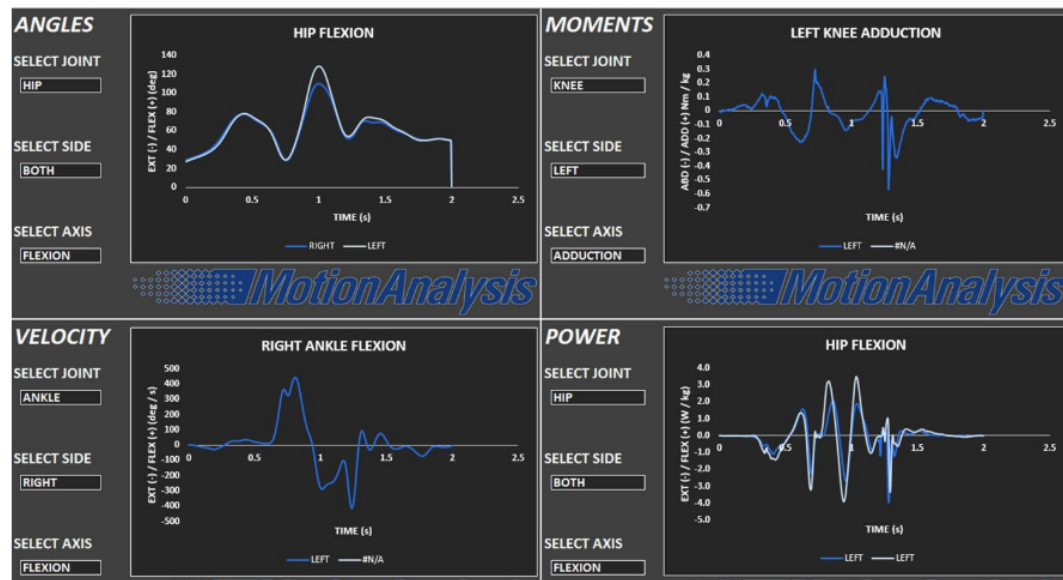 ANGLES
SELECT JOINT
HIP
SELECT SIDE
BOTH
SELECT AXIS
FLEXION
HIP FLEXION
EXT (-) / FLEX (+) (deg)
140
120
100
80
60
40
20
0
0 0.5 1 1.5 2 2.5
TIME (s)
RIGHT LEFT
MotionAnalysis
MOMENTS
SELECT JOINT
KNEE
SELECT SIDE
LEFT
SELECT AXIS
ADDUCTION
LEFT KNEE ADDUCTION
ABD (-) / ADD (+) Nm / kg
0.4
0.3
0.2
0.1
0
-0.1
-0.2
-0.3
-0.4
-0.5
-0.6
-0.7
0 0.5 1 1.5 2 2.5
TIME (s)
LEFT #N/A
MotionAnalysis
VELOCITY
SELECT JOINT
ANKLE
SELECT SIDE
RIGHT
SELECT AXIS
FLEXION
RIGHT ANKLE FLEXION
EXT (-) / FLEX (+) (deg / s)
500
400
300
200
100
0
-100
-200
-300
-400
-500
0 0.5 1 1.5 2 2.5
TIME (s)
LEFT #N/A
POWER
SELECT JOINT
HIP
SELECT SIDE
BOTH
SELECT AXIS
FLEXION
HIP FLEXION
EXT (-) / FLEX (+) (W / kg)
4.0
3.0
2.0
1.0
0.0
-1.0
-2.0
-3.0
-4.0
-5.0
0 0.5 1 1.5 2 2.5
TIME (s)
LEFT LEFT